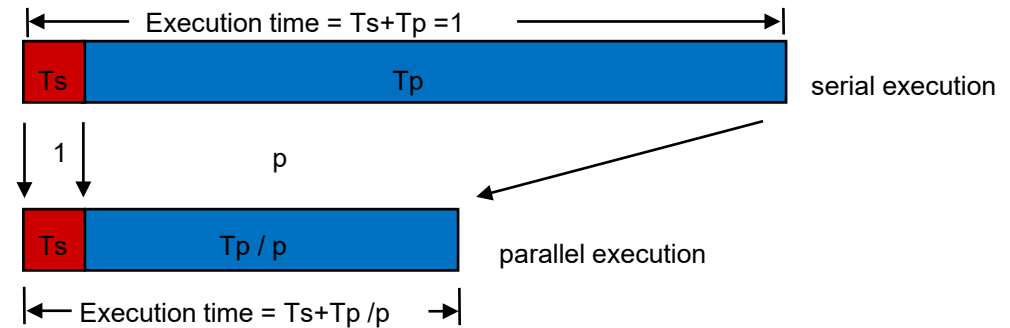 Execution time = Ts+Tp =1
Ts Tp
serial execution
1 p
Ts Tp / p
parallel execution
Execution time = Ts+Tp /p